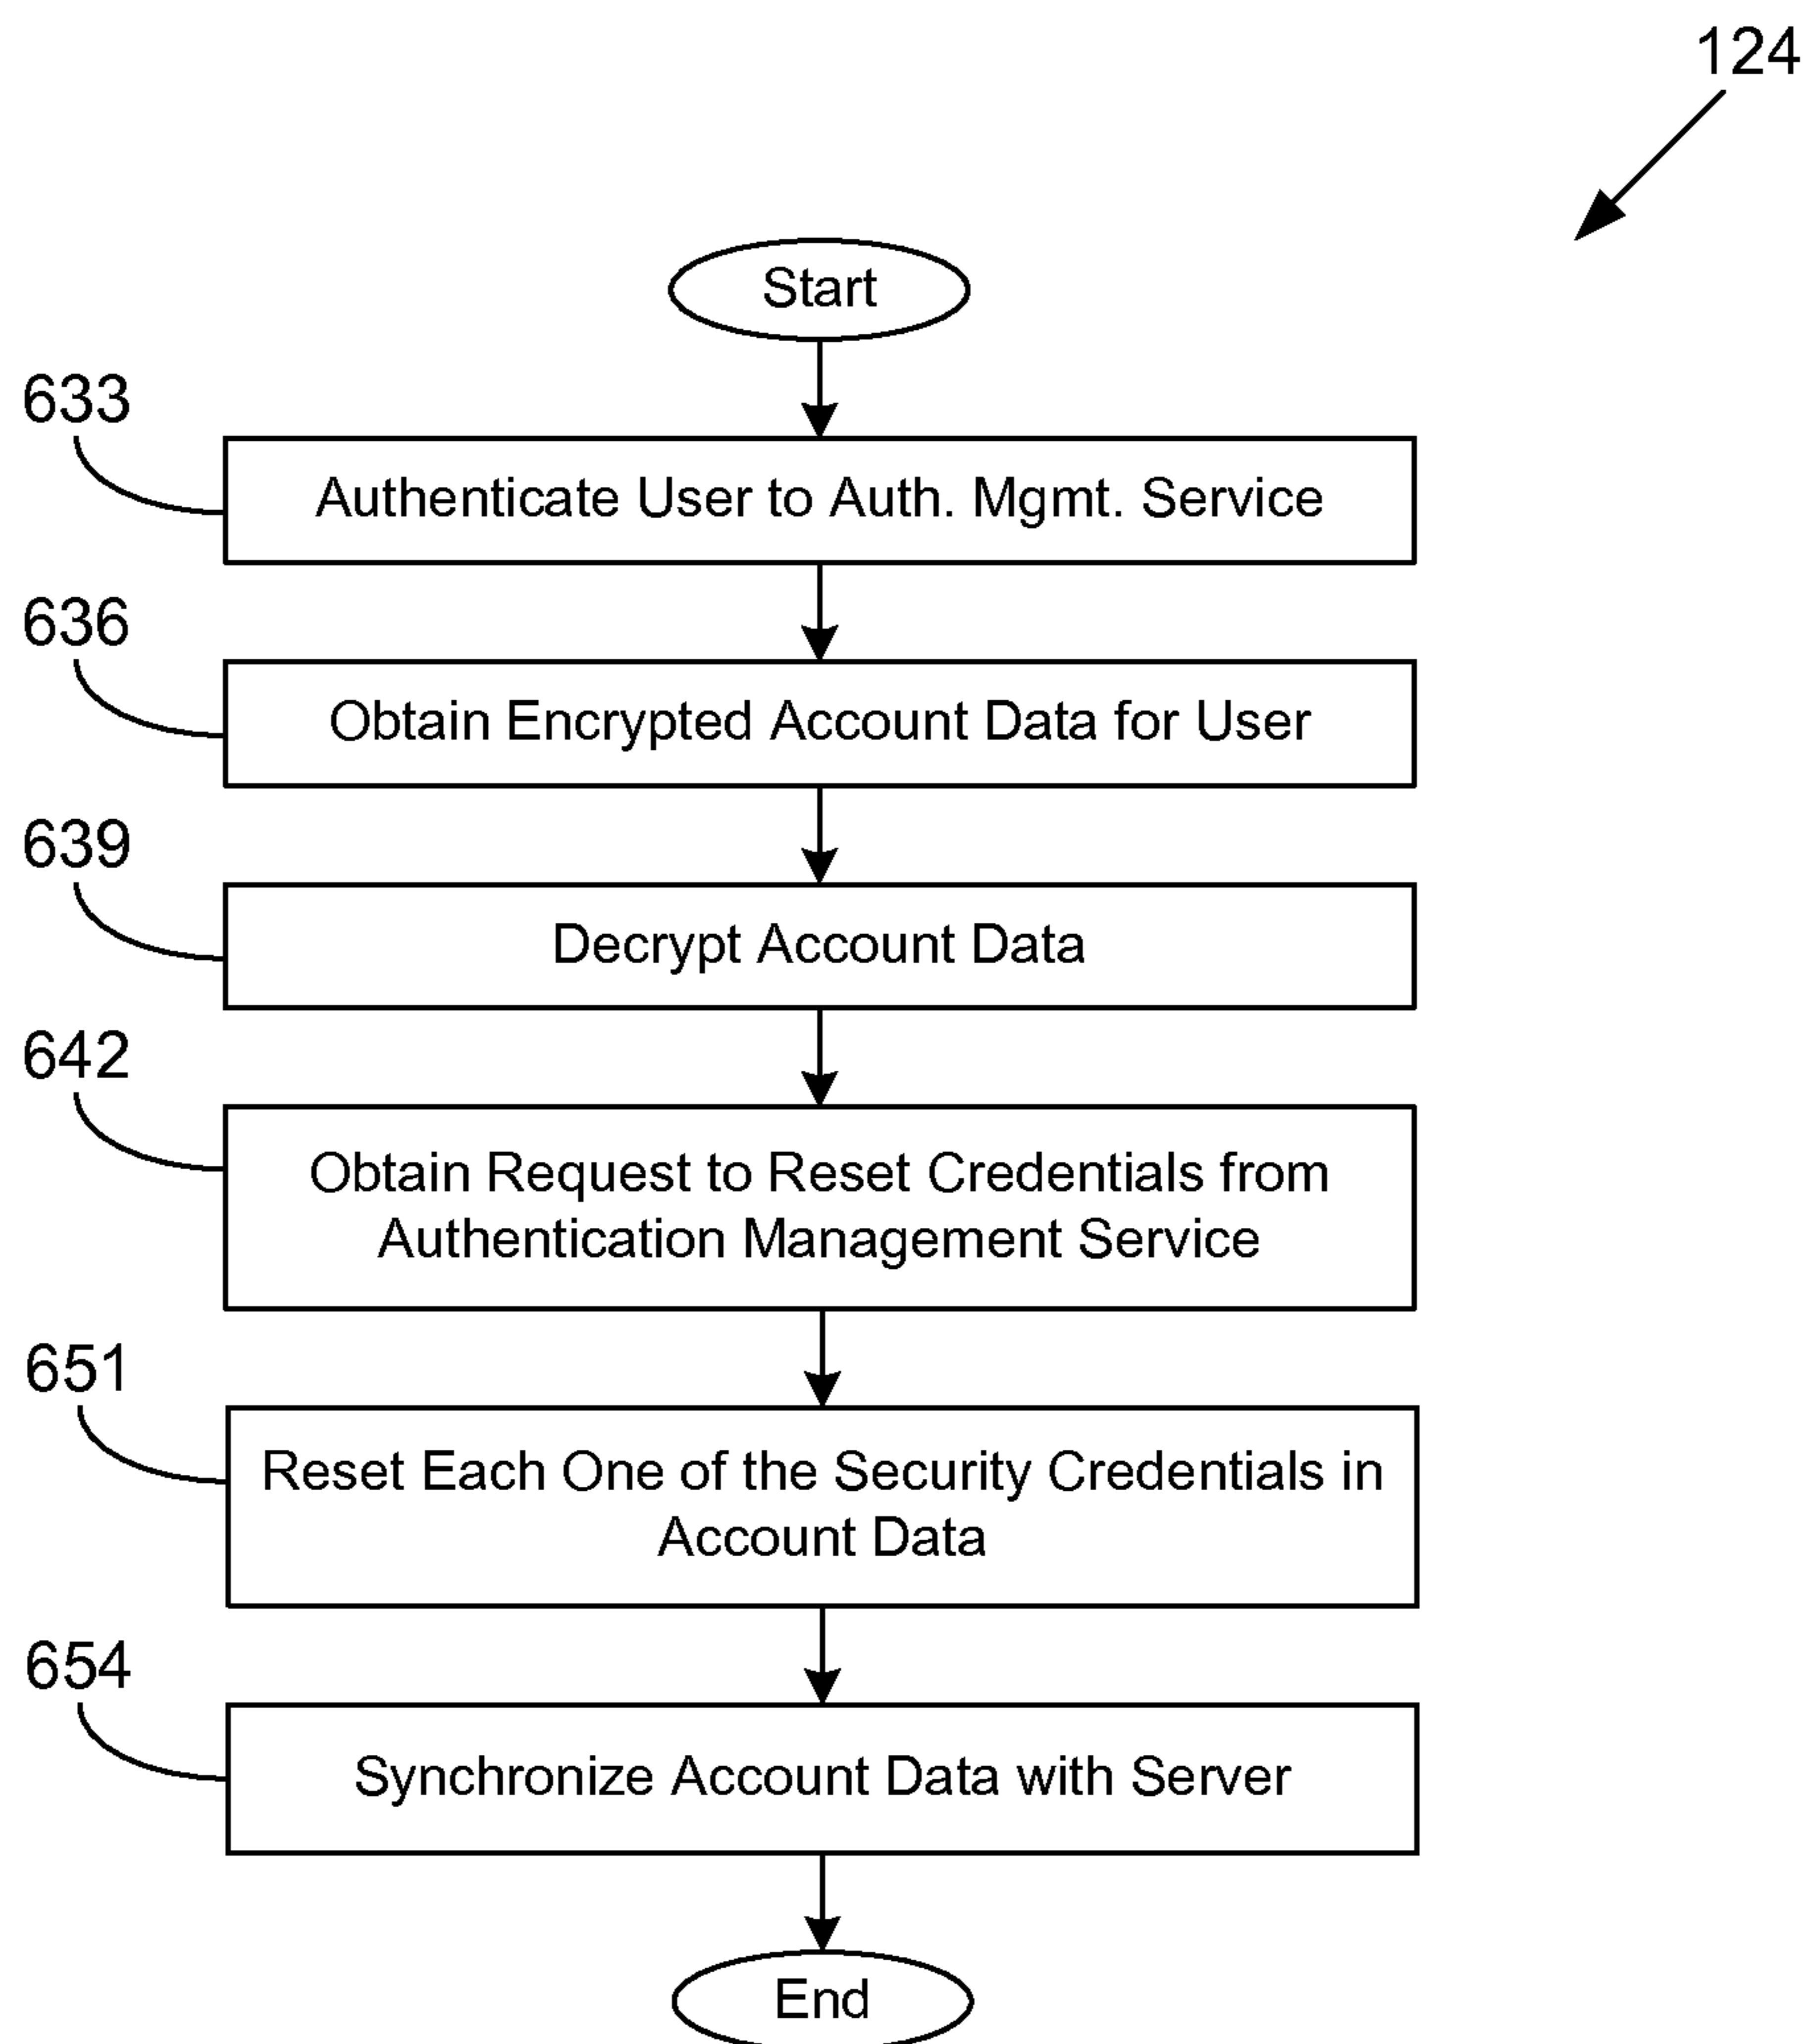 124
Start
633
Authenticate User to Auth. Mgmt. Service
636
Obtain Encrypted Account Data for User
639
Decrypt Account Data
642
Obtain Request to Reset Credentials from
Authentication Management Service
651
Reset Each One of the Security Credentials in
Account Data
654
Synchronize Account Data with Server
End